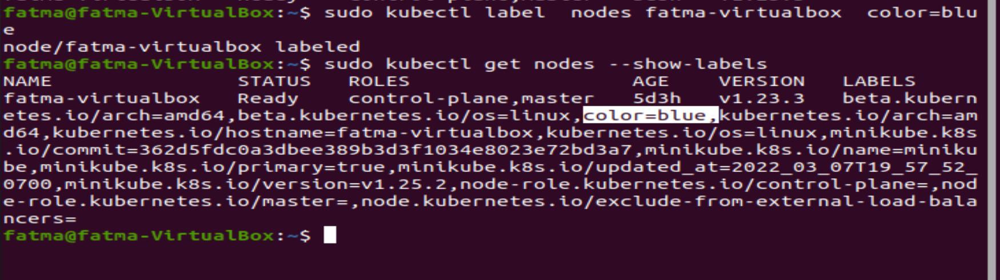 fatma@fatma-VirtualBox:~$ sudo kubectl label  nodes fatma-virtualbox  color=blu
e
node/fatma-virtualbox labeled
fatma@fatma-VirtualBox:~$ sudo kubectl get nodes --show-labels
NAME               STATUS   ROLES                  AGE    VERSION   LABELS
fatma-virtualbox   Ready    control-plane,master   5d3h   v1.23.3   beta.kubern
etes.io/arch=amd64,beta.kubernetes.io/os=linux,color=blue,kubernetes.io/arch=am
d64,kubernetes.io/hostname=fatma-virtualbox,kubernetes.io/os=linux,minikube.k8s
.io/commit=362d5fdc0a3dbee389b3d3f1034e8023e72bd3a7,minikube.k8s.io/name=miniku
be,minikube.k8s.io/primary=true,minikube.k8s.io/updated_at=2022_03_07T19_57_52_
0700,minikube.k8s.io/version=v1.25.2,node-role.kubernetes.io/control-plane=,nod
e-role.kubernetes.io/master=,node.kubernetes.io/exclude-from-external-load-bala
ncers=
fatma@fatma-VirtualBox:~$